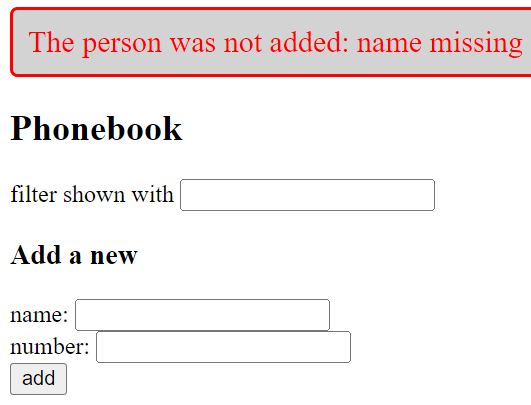 The person was not added: name missing
Phonebook
filter shown with
Add a new
name:
number:
add